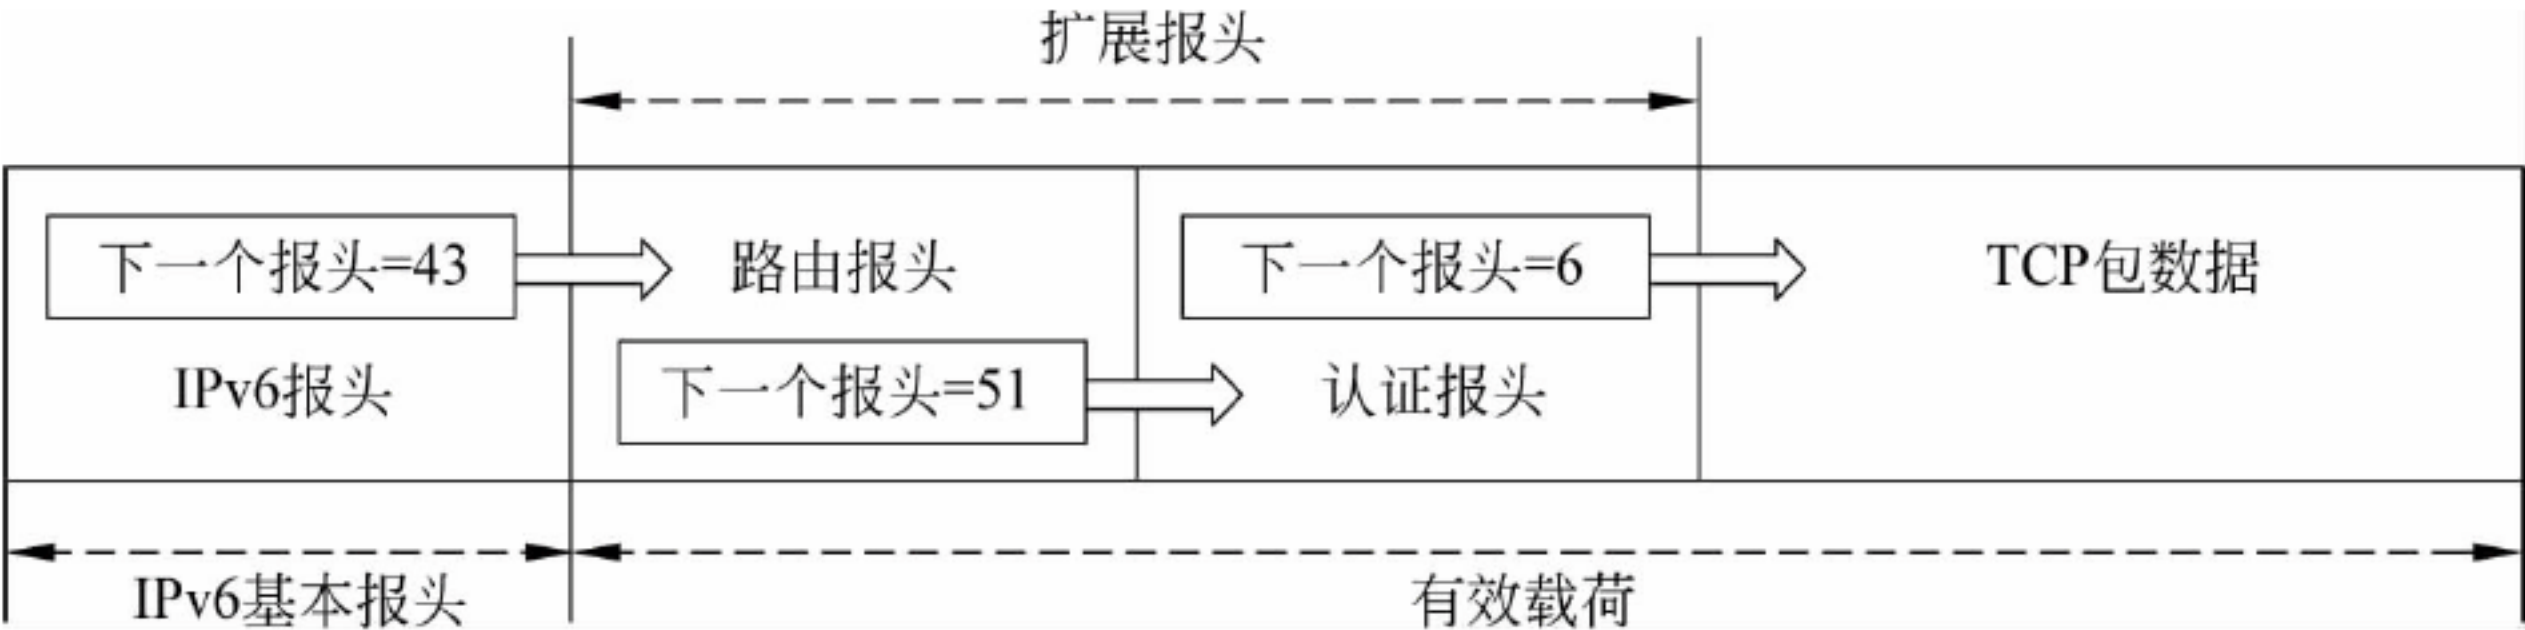 扩展报头
下一个报头=43
路由报头
下一个报头=6
TCP包数据
IPv6报头
下一个报头=51
认证报头
IPv6基本报头
有效载荷